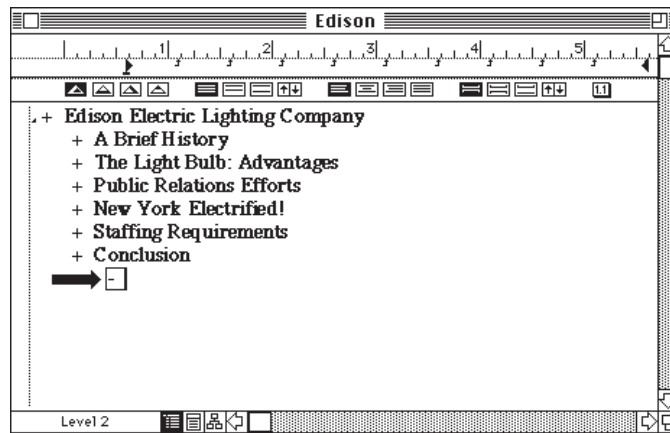 Edison
1 2 3 4 5
1.1
+ Edison Electric Lighting Company
+ A Brief History
+ The Light Bulb: Advantages
+ Public Relations Efforts
+ New York Electrified!
+ Staffing Requirements
+ Conclusion
-
Level 2